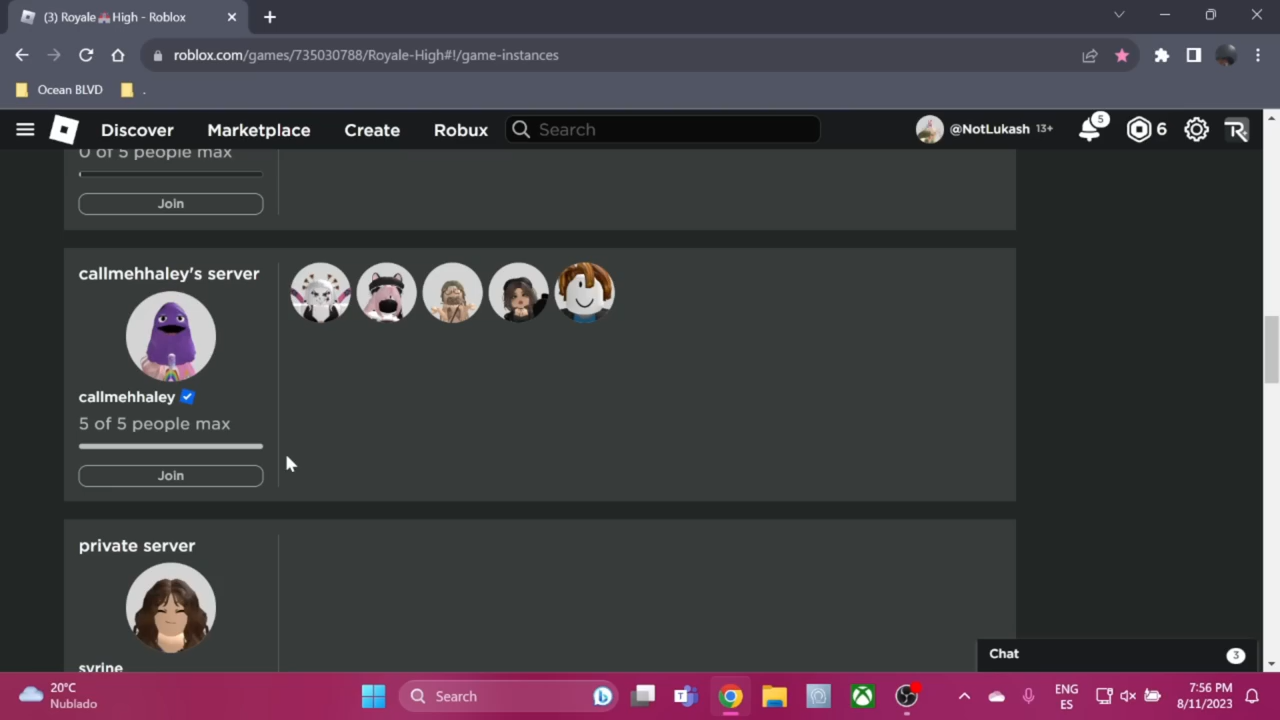 (3) Royale🏰High - Roblox
roblox.com/games/735030788/Royale-High#!/game-instances
Ocean BLVD
.
Discover
Marketplace
Create
Robux
Search
@NotLukash 13+
5
6
0 of 5 people max
Join
callmehhaley's server
callmehhaley
5 of 5 people max
Join
private server
syrine
Chat
3
20°C
Nublado
Search
ENG
ES
7:56 PM
8/11/2023